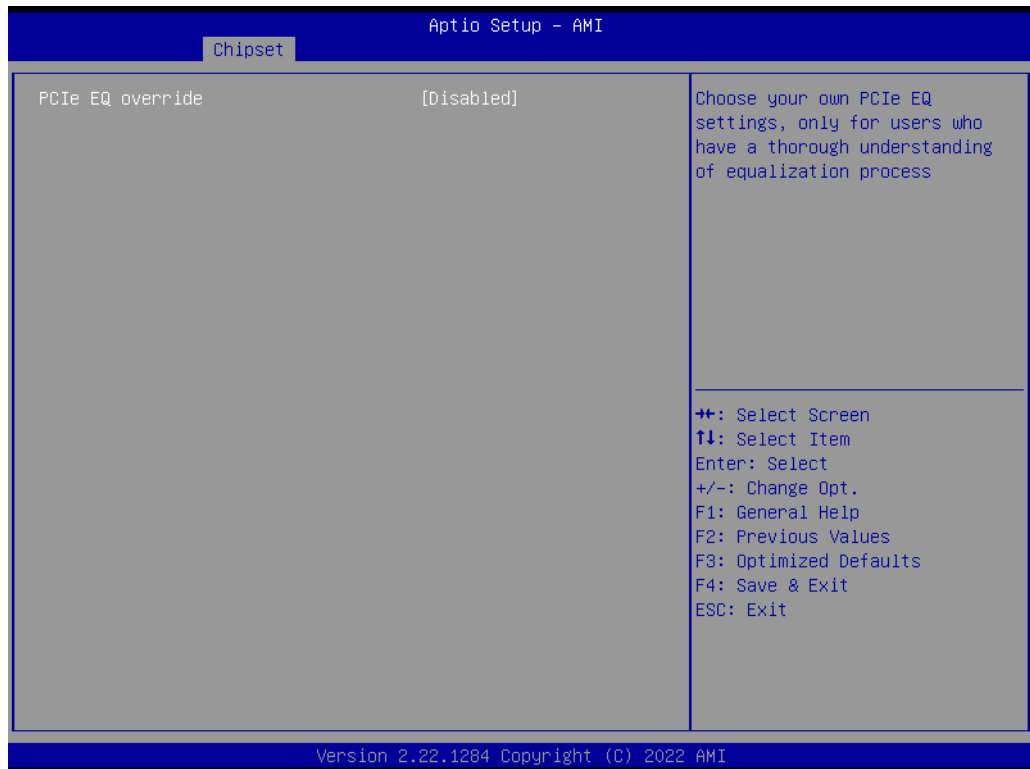 Aptio Setup – AMI
Chipset
PCIe EQ override [Disabled]
Choose your own PCIe EQ
settings, only for users who
have a thorough understanding
of equalization process
→←: Select Screen
↑↓: Select Item
Enter: Select
+/-: Change Opt.
F1: General Help
F2: Previous Values
F3: Optimized Defaults
F4: Save & Exit
ESC: Exit
Version 2.22.1284 Copyright (C) 2022 AMI